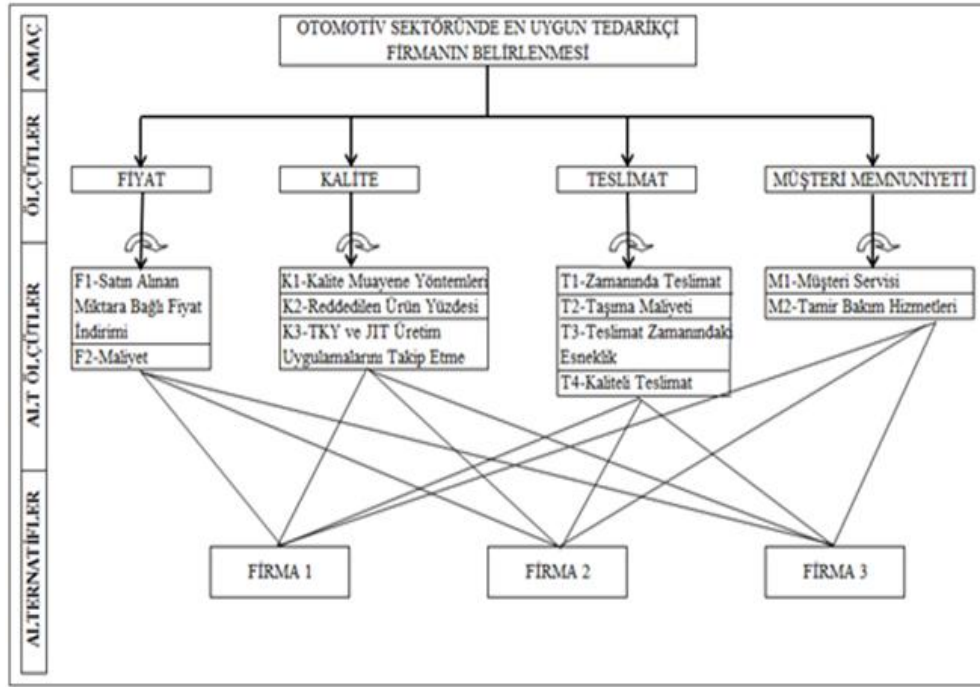 AMAÇ
OTOMOTİV SEKTÖRÜNDE EN UYGUN TEDARİKÇİ
FİRMANIN BELİRLENMESİ
ÖLÇÜTLER
FİYAT
KALİTE
TESLİMAT
MÜŞTERİ MEMNUNİYETİ
ALT ÖLÇÜTLER
F1-Satın Alınan
Miktara Bağlı Fiyat
İndirimi
F2-Maliyet
K1-Kalite Muayene Yöntemleri
K2-Reddedilen Ürün Yüzdesi
K3-TKY ve JIT Üretim
Uygulamalarını Takip Etme
T1-Zamanında Teslimat
T2-Taşıma Maliyeti
T3-Teslimat Zamanındaki
Esneklik
T4-Kaliteli Teslimat
M1-Müşteri Servisi
M2-Tamir Bakım Hizmetleri
ALTERNATİFLER
FİRMA 1
FİRMA 2
FİRMA 3